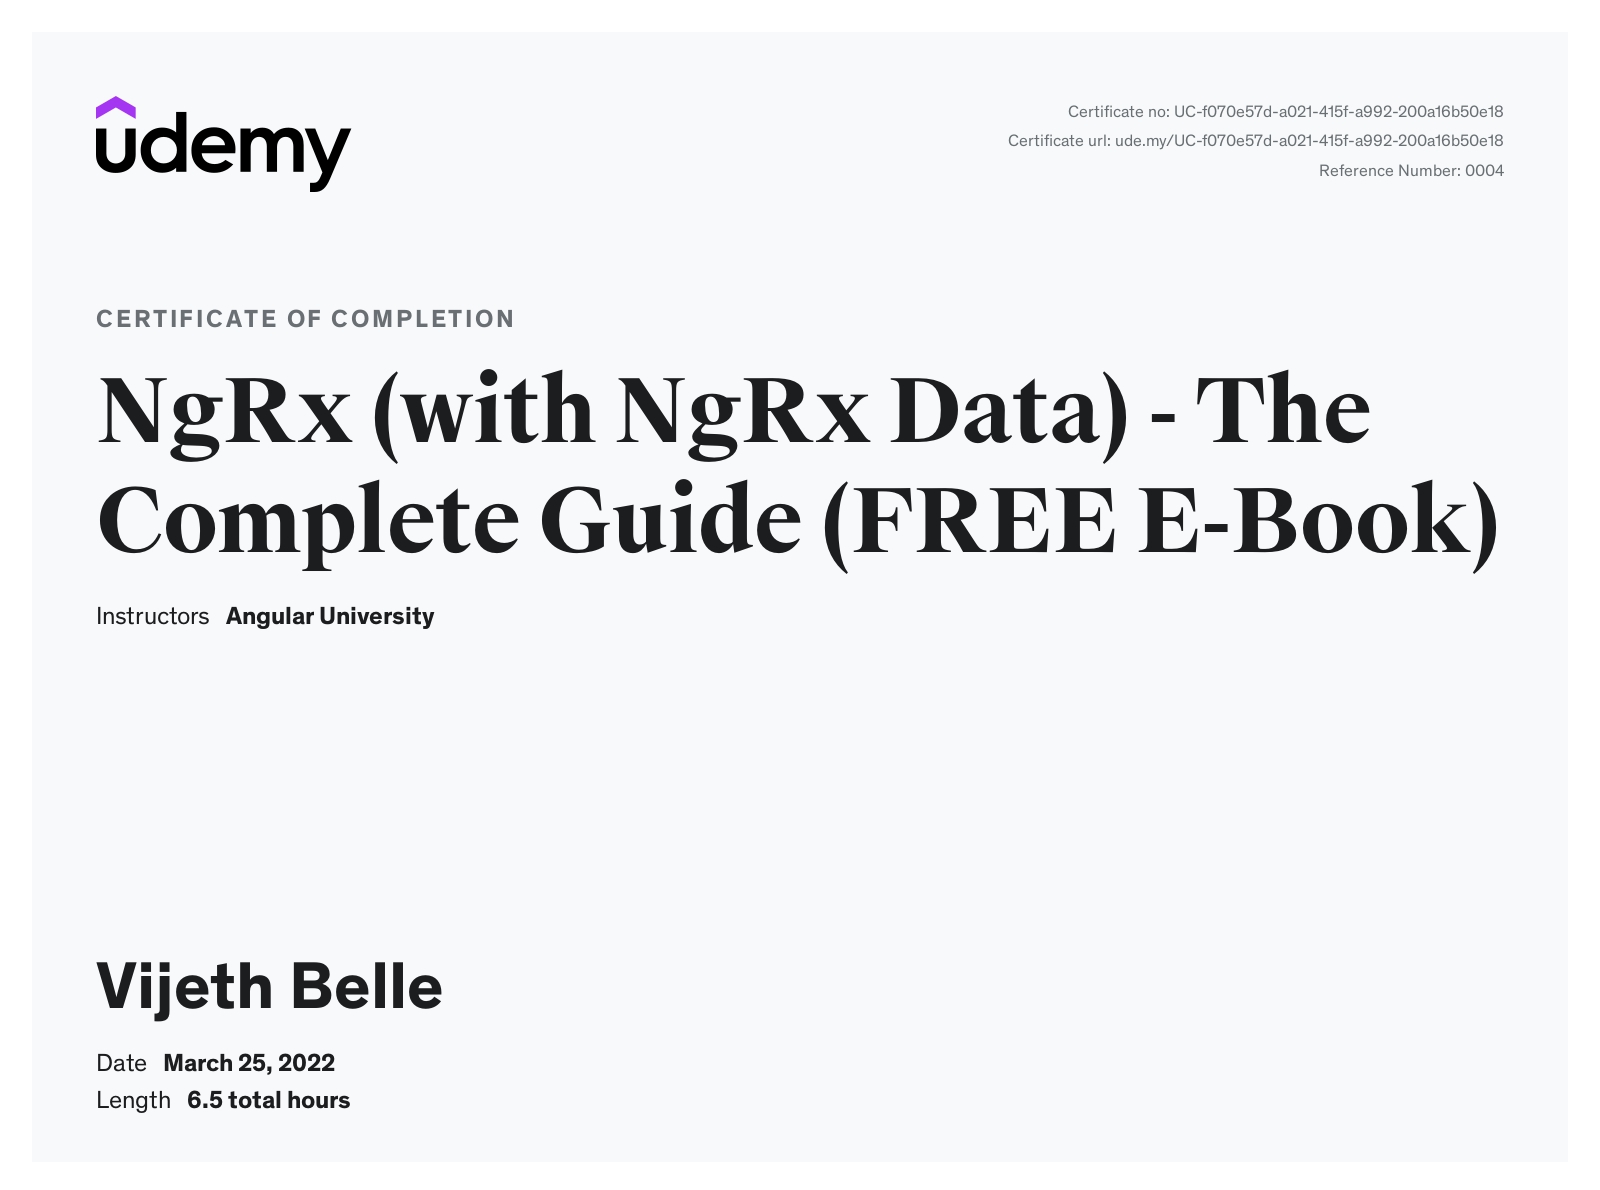 udemy
Certificate no: UC-f070e57d-a021-415f-a992-200a16b50e18
Certificate url: ude.my/UC-f070e57d-a021-415f-a992-200a16b50e18
Reference Number: 0004
CERTIFICATE OF COMPLETION
NgRx (with NgRx Data) - The
Complete Guide (FREE E-Book)
Instructors Angular University
Vijeth Belle
Date March 25, 2022
Length 6.5 total hours